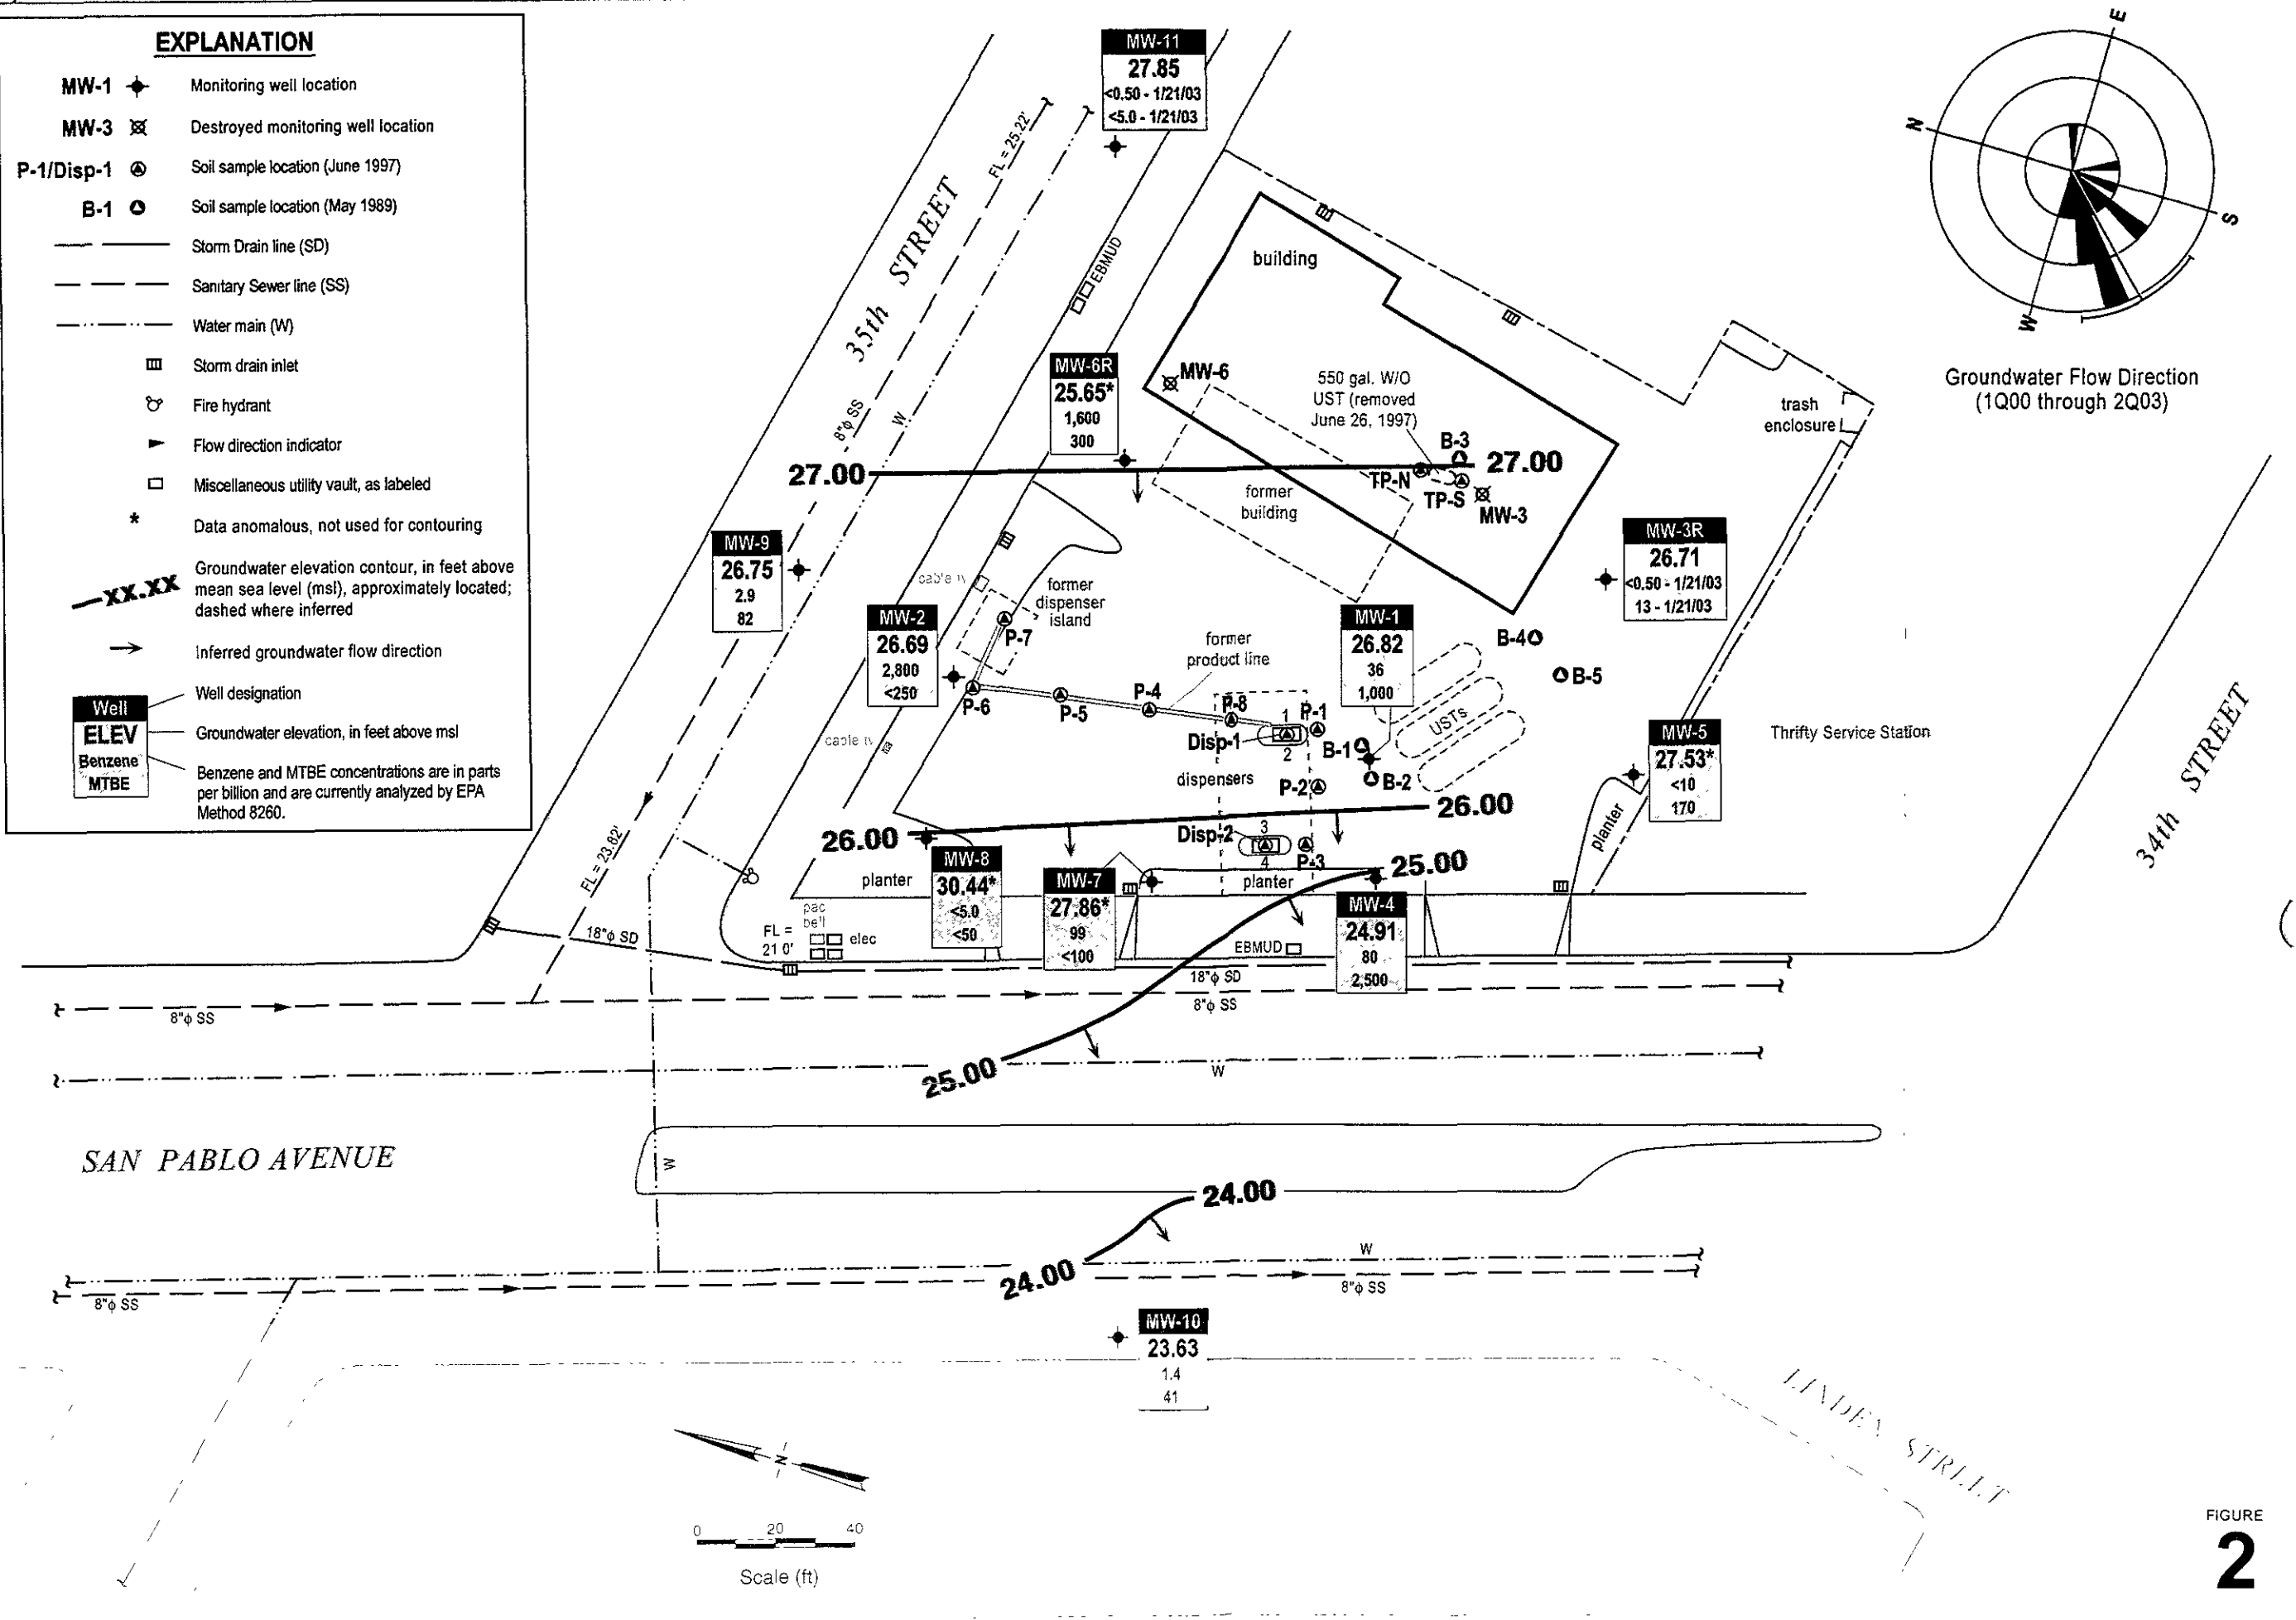 EXPLANATION
MW-1 Monitoring well location
MW-3 Destroyed monitoring well location
P-1/Disp-1 Soil sample location (June 1997)
B-1 Soil sample location (May 1989)
Storm Drain line (SD)
Sanitary Sewer line (SS)
Water main (W)
Storm drain inlet
Fire hydrant
Flow direction indicator
Miscellaneous utility vault, as labeled
* Data anomalous, not used for contouring
XX.XX Groundwater elevation contour, in feet above
mean sea level (msl), approximately located;
dashed where inferred
Inferred groundwater flow direction
Well designation
Well
ELEV
Groundwater elevation, in feet above msl
Benzene
MTBE
Benzene and MTBE concentrations are in parts
per billion and are currently analyzed by EPA
Method 8260.
MW-11
27.85
<0.50 - 1/21/03
<5.0 - 1/21/03
E
N
S
W
Groundwater Flow Direction
(1Q00 through 2Q03)
35th STREET
FL = 25.22'
8"ϕ SS
W
EBMUD
building
MW-6R
25.65*
1,600
300
MW-6
550 gal. W/O
UST (removed
June 26, 1997)
B-3
TP-N
TP-S
MW-3
27.00
27.00
former
building
trash
enclosure
MW-9
26.75
2.9
82
MW-3R
26.71
<0.50 - 1/21/03
13 - 1/21/03
cable tv
former
dispenser
island
P-7
MW-2
26.69
2,800
<250
former
product line
MW-1
26.82
36
1,000
B-4
B-5
P-6
P-5
P-4
P-8
P-1
Disp-1
1
2
B-1
B-2
USTs
cable tv
dispensers
P-2
MW-5
27.53*
<10
170
planter
Thrifty Service Station
34th STREET
26.00
26.00
Disp-2
3
4
P-3
25.00
FL = 23.82'
planter
MW-8
30.44*
<5.0
<50
MW-7
27.86*
99
<100
planter
MW-4
24.91
80
2,500
pac
bell
FL =
21 0'
elec
EBMUD
18"ϕ SD
18"ϕ SD
8"ϕ SS
8"ϕ SS
25.00
W
SAN PABLO AVENUE
W
24.00
24.00
W
8"ϕ SS
8"ϕ SS
MW-10
23.63
1.4
41
LINDEN STREET
N
0 20 40
Scale (ft)
FIGURE
2